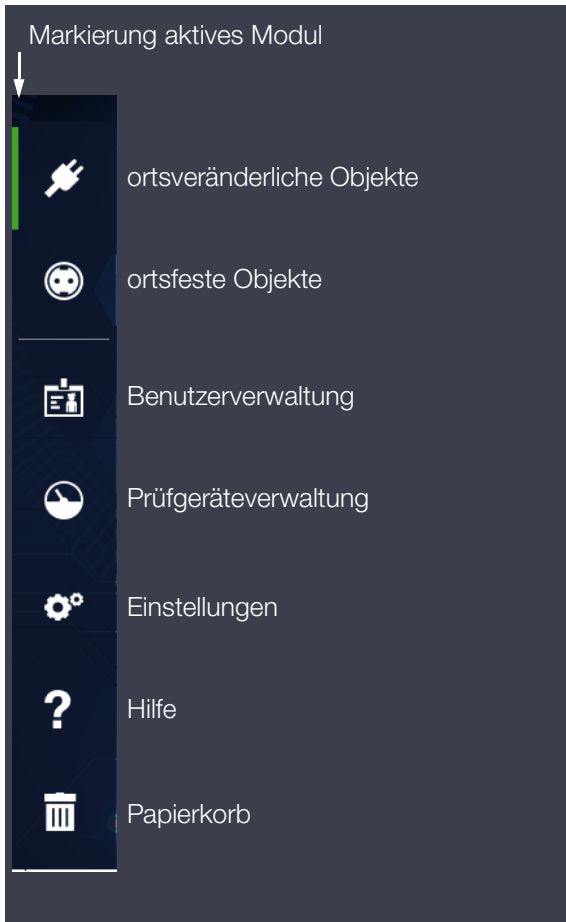 Markierung aktives Modul
ortsveränderliche Objekte
ortsfeste Objekte
Benutzerverwaltung
Prüfgeräteverwaltung
Einstellungen
Hilfe
Papierkorb